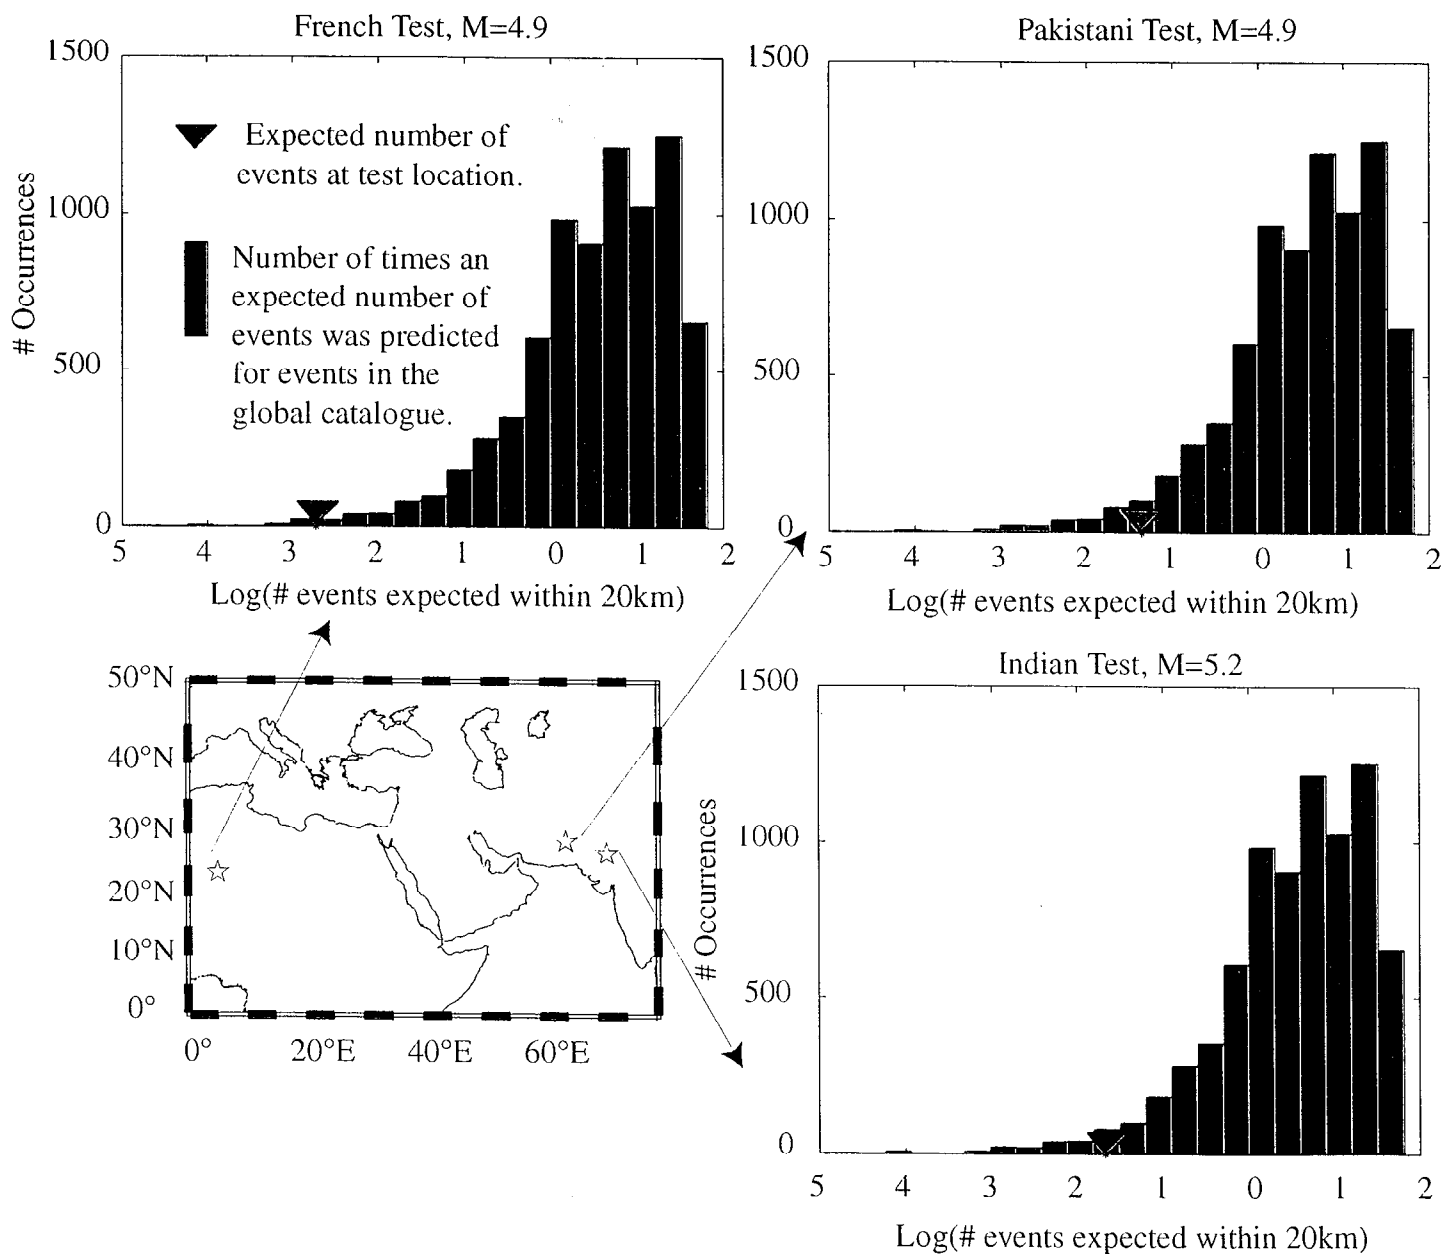 French Test, M=4.9
1500
1000
500
0
# Occurrences
Expected number of
events at test location.
Number of times an
expected number of
events was predicted
for events in the
global catalogue.
5 4 3 2 1 0 1 2
Log(# events expected within 20km)
Pakistani Test, M=4.9
1500
1000
500
0
5 4 3 2 1 0 1 2
Log(# events expected within 20km)
50°N
40°N
30°N
20°N
10°N
0°
0° 20°E 40°E 60°E
Indian Test, M=5.2
1500
1000
500
0
# Occurrences
5 4 3 2 1 0 1 2
Log(# events expected within 20km)